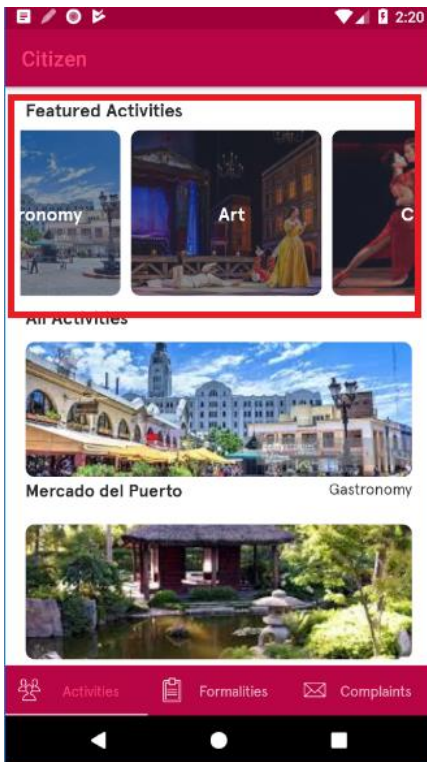 2:20
Citizen
Featured Activities
ronomy
Art
C
All Activities
Mercado del Puerto
Gastronomy
Activities
Formalities
Complaints